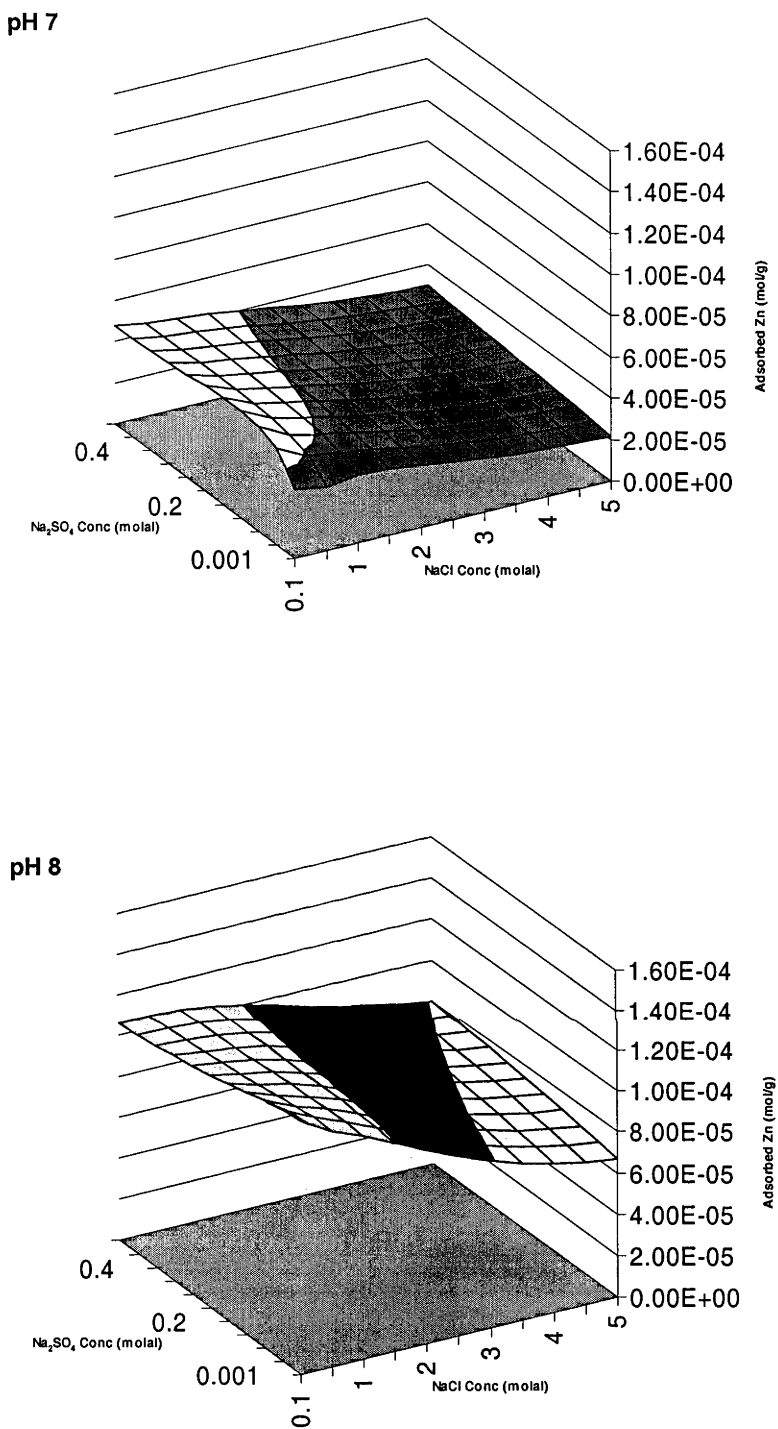 pH 7
1.60E-04
1.40E-04
1.20E-04
1.00E-04
8.00E-05
6.00E-05
4.00E-05
2.00E-05
0.00E+00
Adsorbed Zn (mol/g)
0.4
0.2
0.001
Na₂SO₄ Conc (molal)
0.1
1
2
3
4
5
NaCl Conc (molal)
pH 8
1.60E-04
1.40E-04
1.20E-04
1.00E-04
8.00E-05
6.00E-05
4.00E-05
2.00E-05
0.00E+00
Adsorbed Zn (mol/g)
0.4
0.2
0.001
Na₂SO₄ Conc (molal)
0.1
1
2
3
4
5
NaCl Conc (molal)